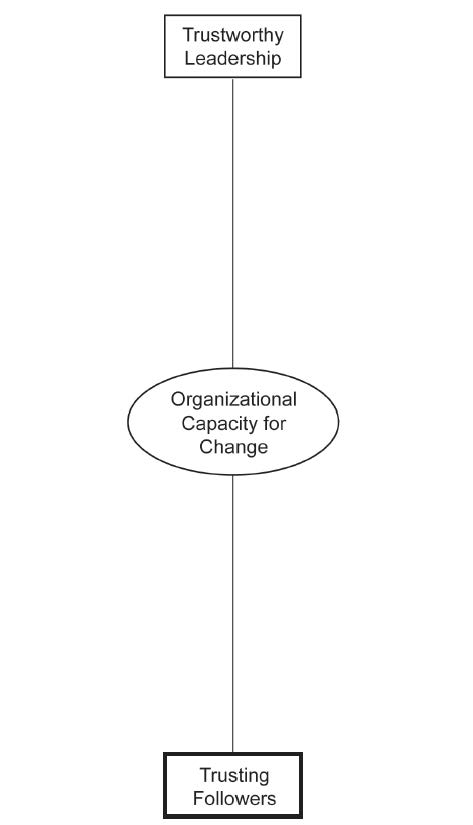 Trustworthy
Leadership
Organizational
Capacity for
Change
Trusting
Followers